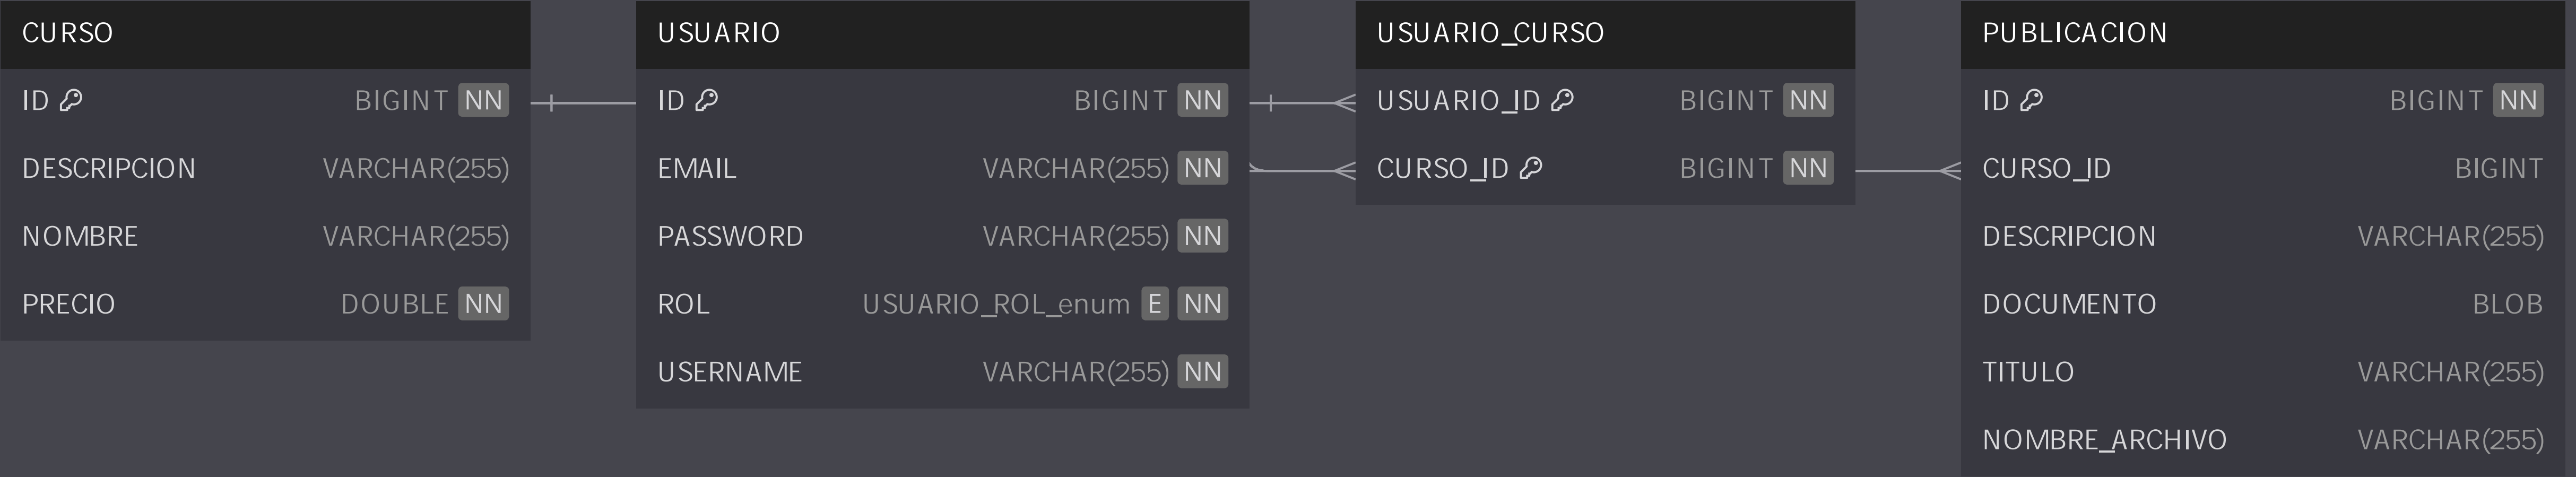 CURSO
ID BIGINT NN
DESCRIPCION VARCHAR(255)
NOMBRE VARCHAR(255)
PRECIO DOUBLE NN
USUARIO
ID BIGINT NN
EMAIL VARCHAR(255) NN
PASSWORD VARCHAR(255) NN
ROL USUARIO_ROL_enum E NN
USERNAME VARCHAR(255) NN
USUARIO_CURSO
USUARIO_ID BIGINT NN
CURSO_ID BIGINT NN
PUBLICACION
ID BIGINT NN
CURSO_ID BIGINT
DESCRIPCION VARCHAR(255)
DOCUMENTO BLOB
TITULO VARCHAR(255)
NOMBRE_ARCHIVO VARCHAR(255)